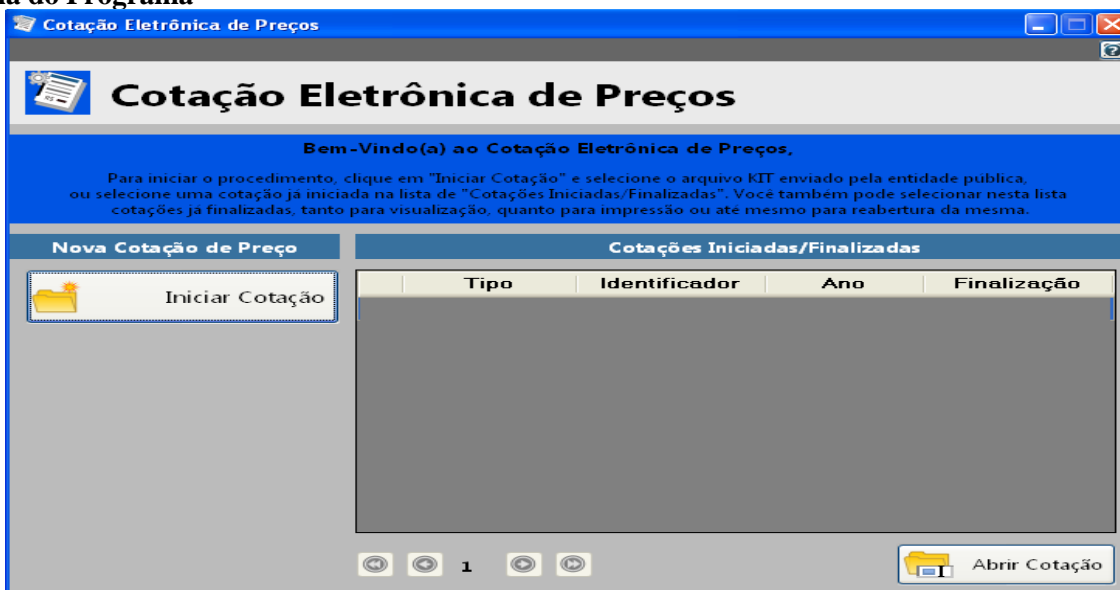 do Programa
Cotação Eletrônica de Preços
Cotação Eletrônica de Preços
Bem-Vindo(a) ao Cotação Eletrônica de Preços,
Para iniciar o procedimento, clique em "Iniciar Cotação" e selecione o arquivo KIT enviado pela entidade pública,
ou selecione uma cotação já iniciada na lista de "Cotações Iniciadas/Finalizadas". Você também pode selecionar nesta lista
cotações já finalizadas, tanto para visualização, quanto para impressão ou até mesmo para reabertura da mesma.
Nova Cotação de Preço
Cotações Iniciadas/Finalizadas
Iniciar Cotação
Tipo Identificador Ano Finalização
1
Abrir Cotação